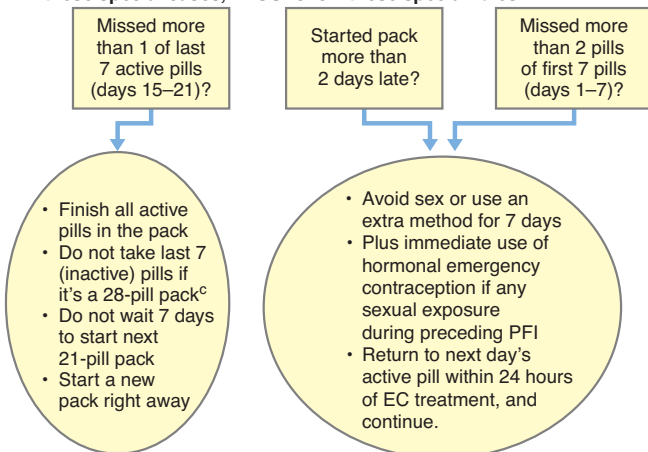 Missed more
than 1 of last
7 active pills
(days 15–21)?
Started pack
more than
2 days late?
Missed more
than 2 pills
of first 7 pills
(days 1–7)?
• Finish all active
pills in the pack
• Do not take last 7
(inactive) pills if
it's a 28-pill packᶜ
• Do not wait 7 days
to start next
21-pill pack
• Start a new
pack right away
• Avoid sex or use an
extra method for 7 days
• Plus immediate use of
hormonal emergency
contraception if any
sexual exposure
during preceding PFI
• Return to next day's
active pill within 24 hours
of EC treatment, and
continue.